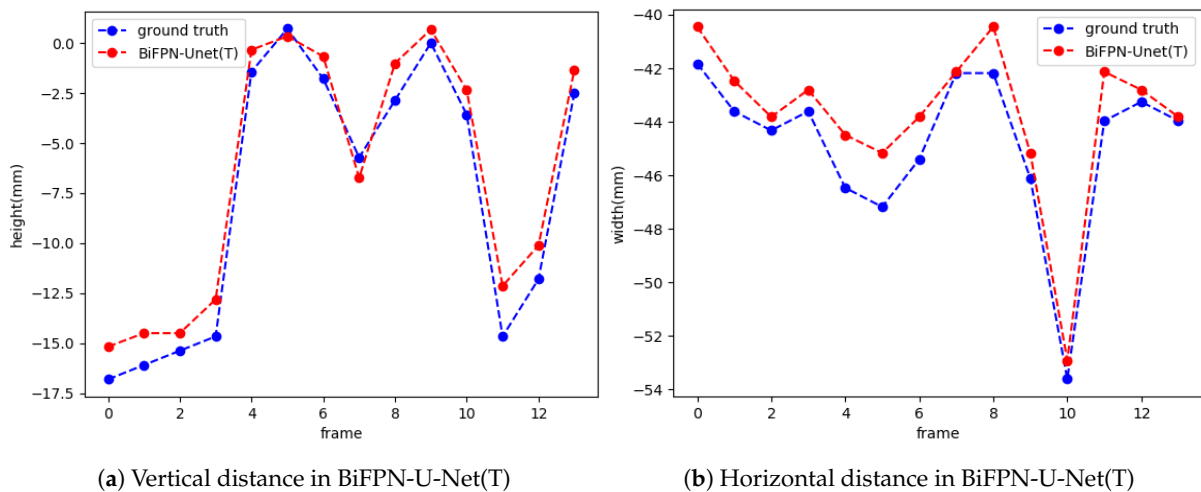 ground truth
BiFPN-Unet(T)
0.0
−2.5
−5.0
−7.5
−10.0
−12.5
−15.0
−17.5
height(mm)
0 2 4 6 8 10 12
frame
(a) Vertical distance in BiFPN-U-Net(T)
ground truth
BiFPN-Unet(T)
−40
−42
−44
−46
−48
−50
−52
−54
width(mm)
0 2 4 6 8 10 12
frame
(b) Horizontal distance in BiFPN-U-Net(T)